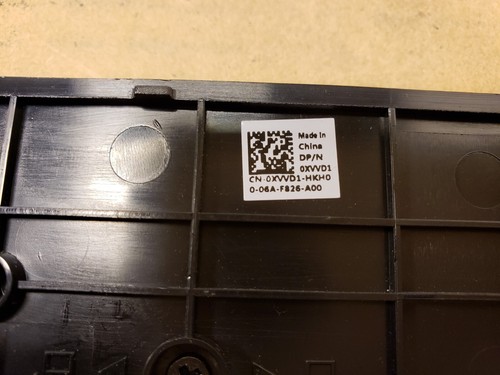 Made in
China
DP/N
0XVVD1
CN-0XVVD1-HKH0
0-06A-F826-A00